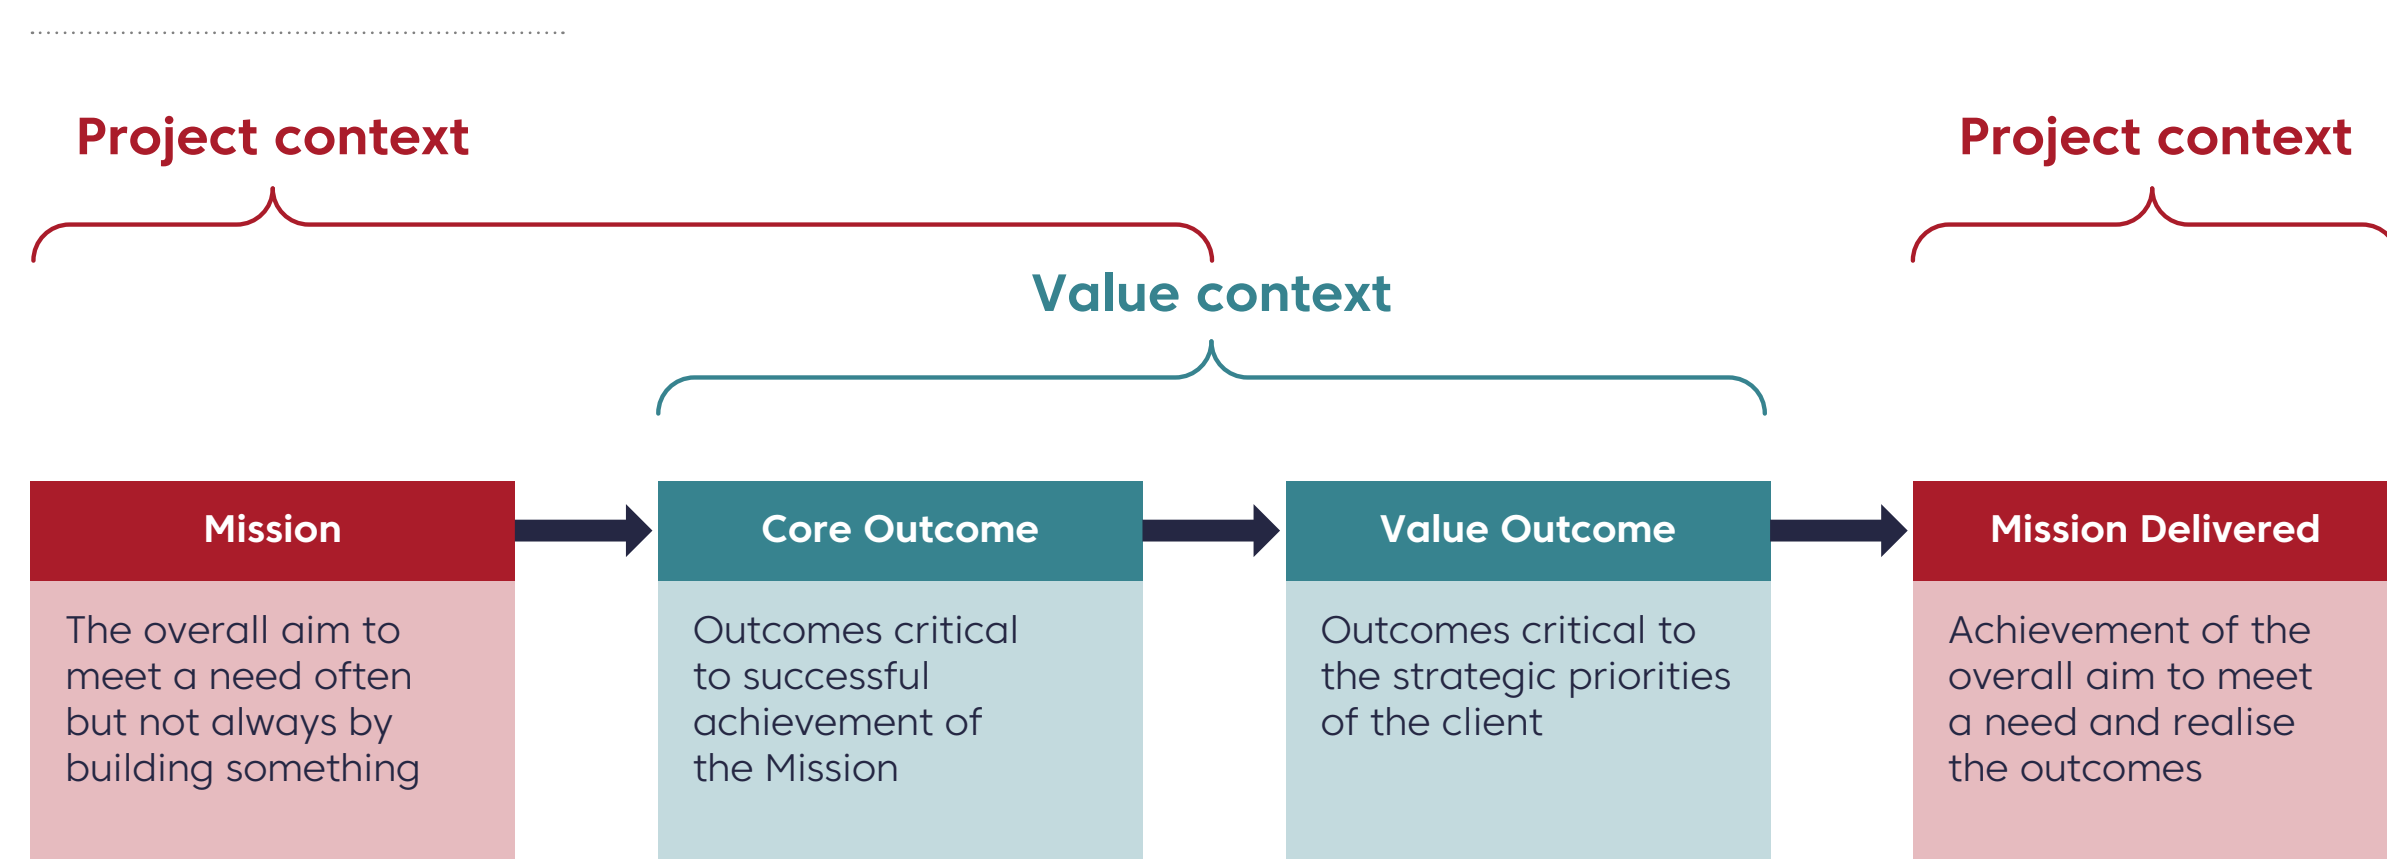 Project context
Project context
Value context
Mission
The overall aim to
meet a need often
but not always by
building something
Core Outcome
Outcomes critical
to successful
achievement of
the Mission
Value Outcome
Outcomes critical to
the strategic priorities
of the client
Mission Delivered
Achievement of the
overall aim to meet
a need and realise
the outcomes